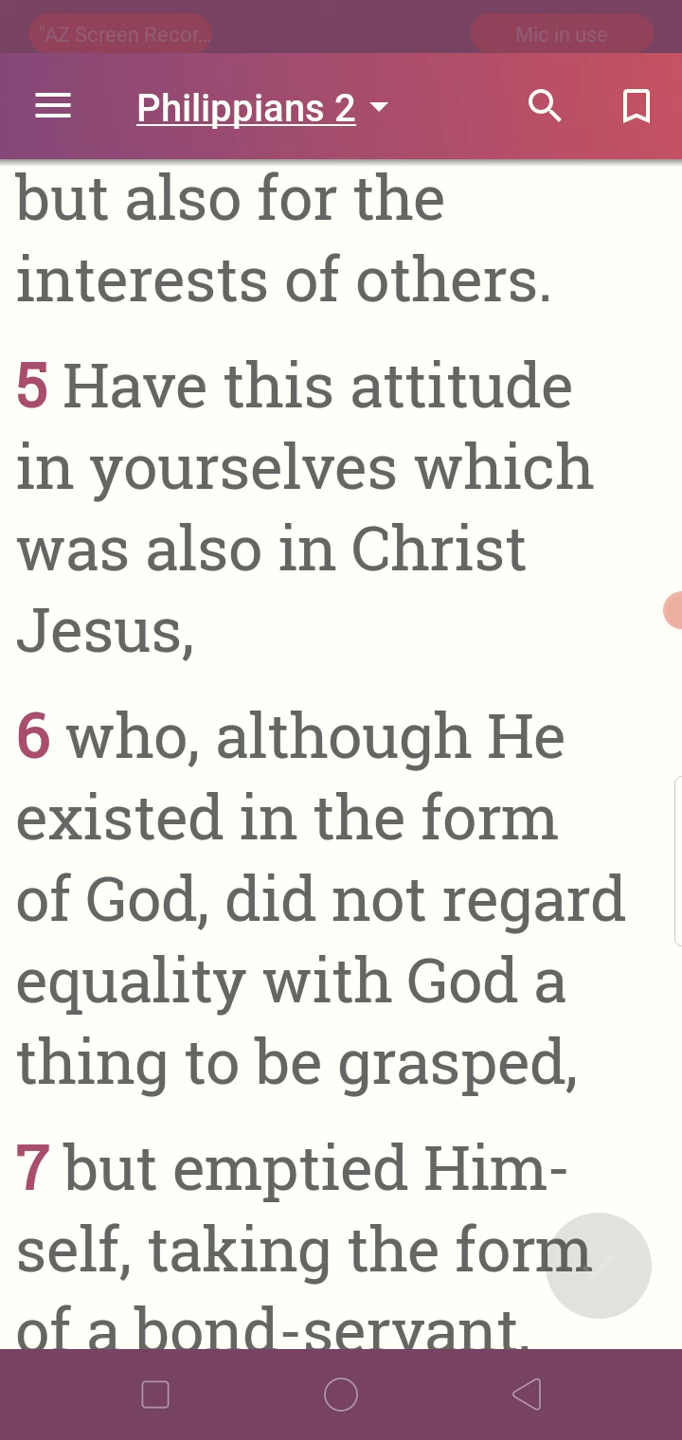 "AZ Screen Recor... Mic in use
Philippians 2
but also for the
interests of others.
5 Have this attitude
in yourselves which
was also in Christ
Jesus,
6 who, although He
existed in the form
of God, did not regard
equality with God a
thing to be grasped,
7 but emptied Him-
self, taking the form
of a bond-servant,